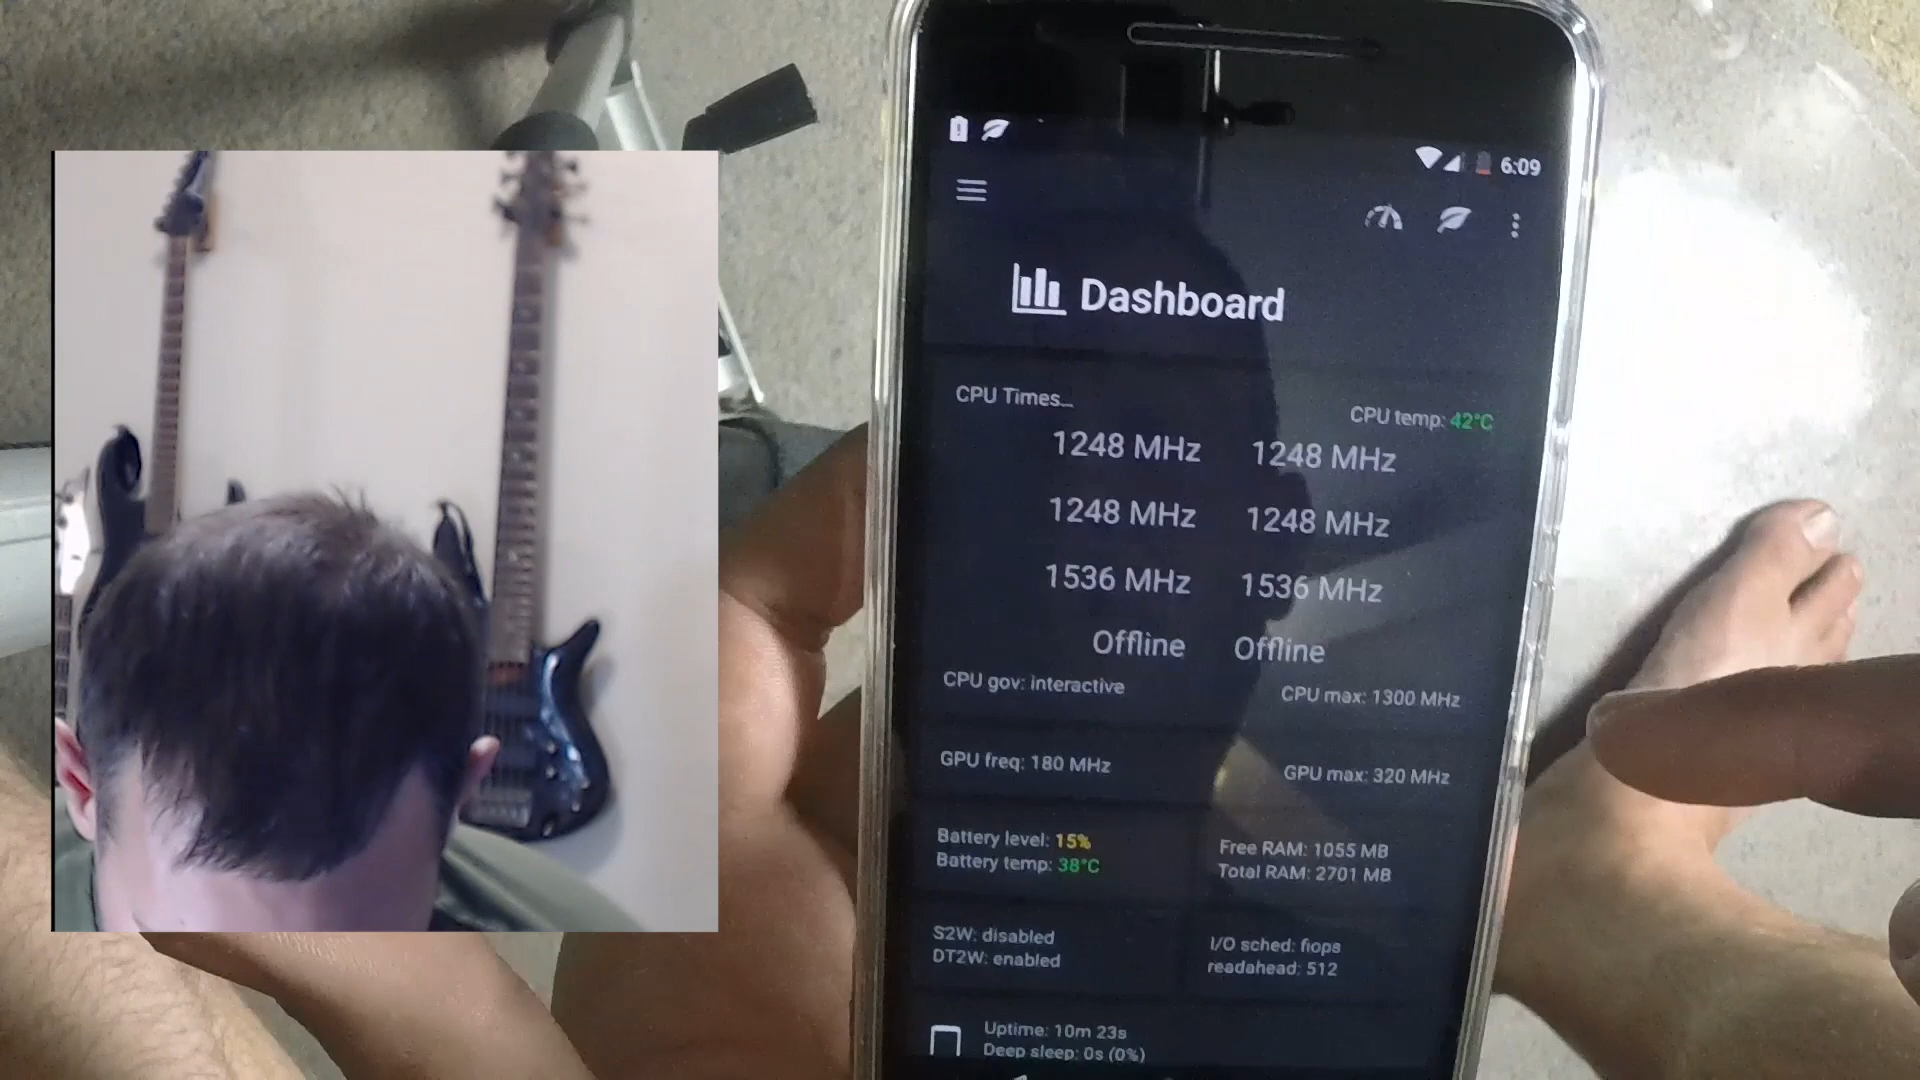 6:09
Dashboard
CPU Times_
CPU temp: 42°C
1248 MHz 1248 MHz
1248 MHz 1248 MHz
1536 MHz 1536 MHz
Offline Offline
CPU gov: interactive
CPU max: 1300 MHz
GPU freq: 180 MHz
GPU max: 320 MHz
Battery level: 15%
Battery temp: 38°C
Free RAM: 1055 MB
Total RAM: 2701 MB
S2W: disabled
DT2W: enabled
I/O sched: fiops
readahead: 512
Uptime: 10m 23s
Deep sleep: 0s (0%)